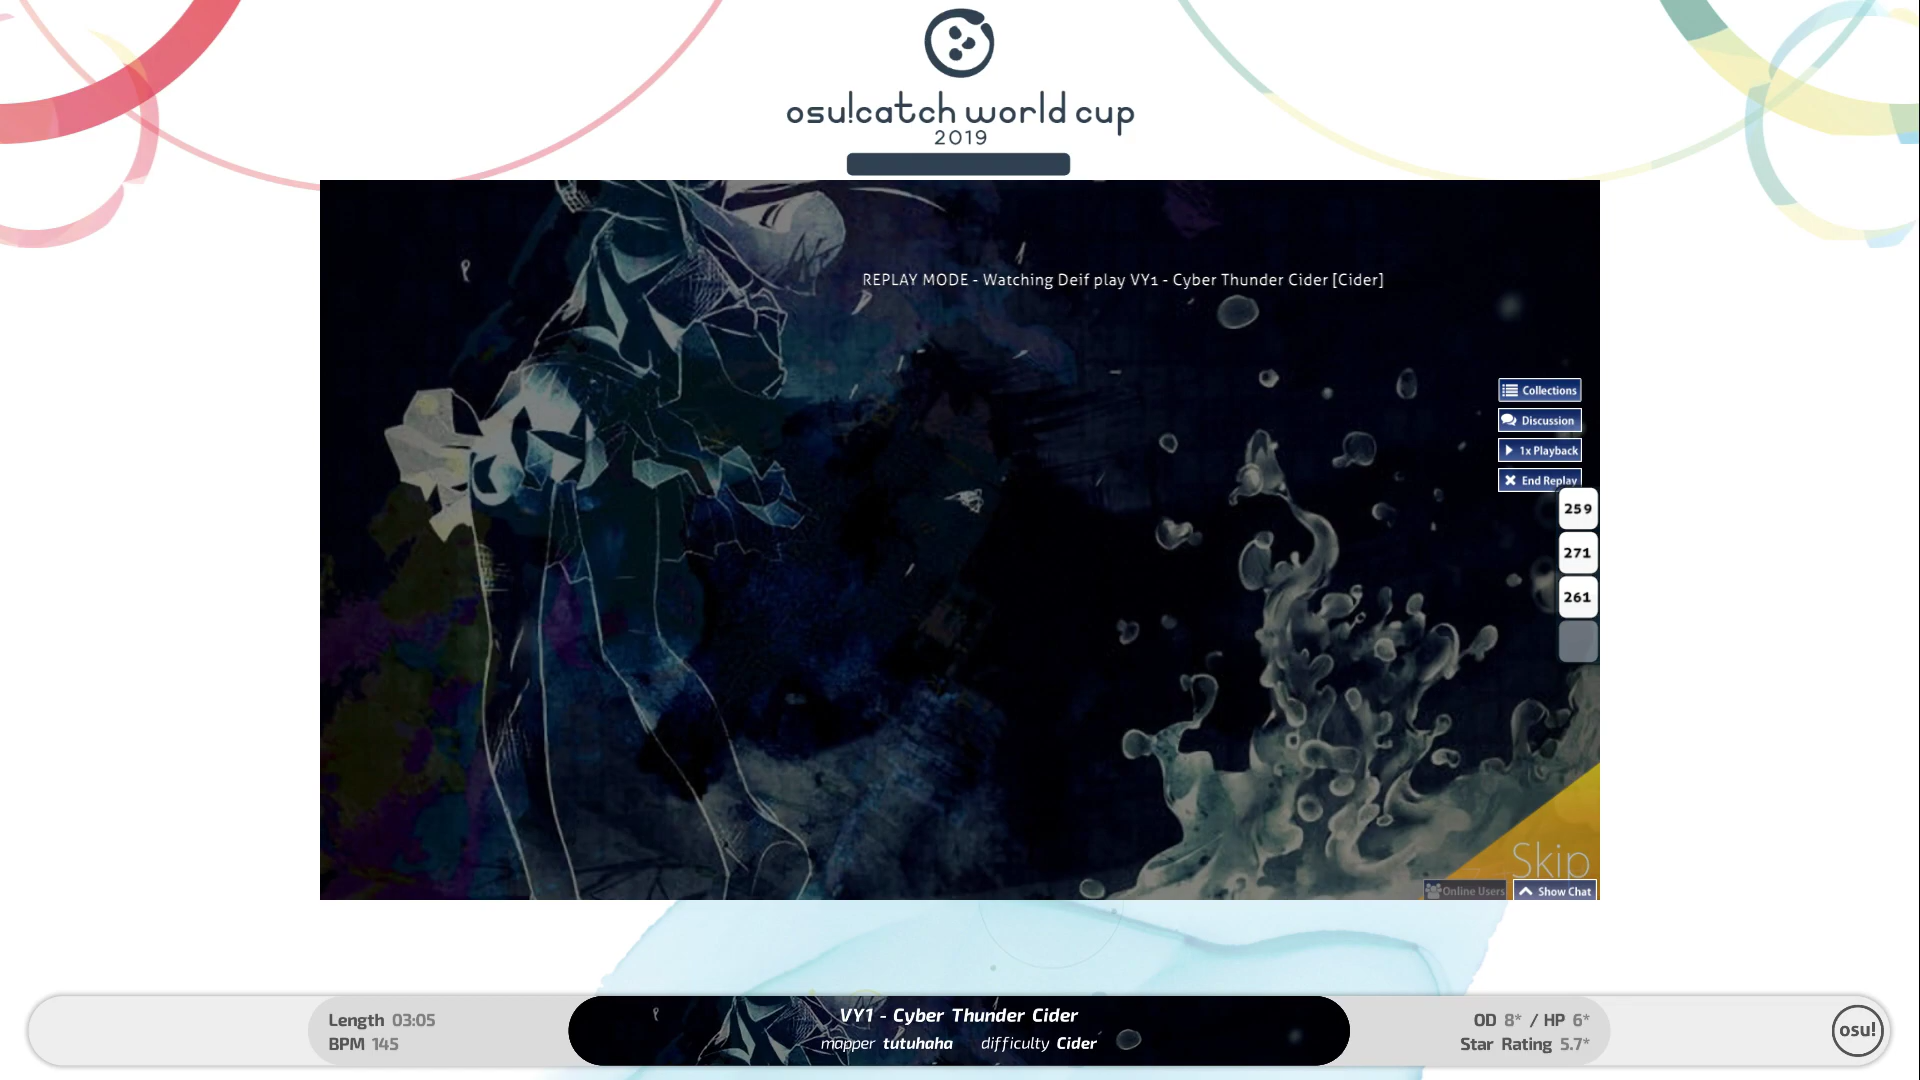 osu!catch world cup
2019
REPLAY MODE - Watching Deif play VY1 - Cyber Thunder Cider [Cider]
Collections
Discussion
1x Playback
End Replay
259
271
261
Skip
Online Users
Show Chat
Length 03:05
BPM 145
VY1 - Cyber Thunder Cider
mapper tutuhaha difficulty Cider
OD 8* / HP 6*
Star Rating 5.7*
osu!